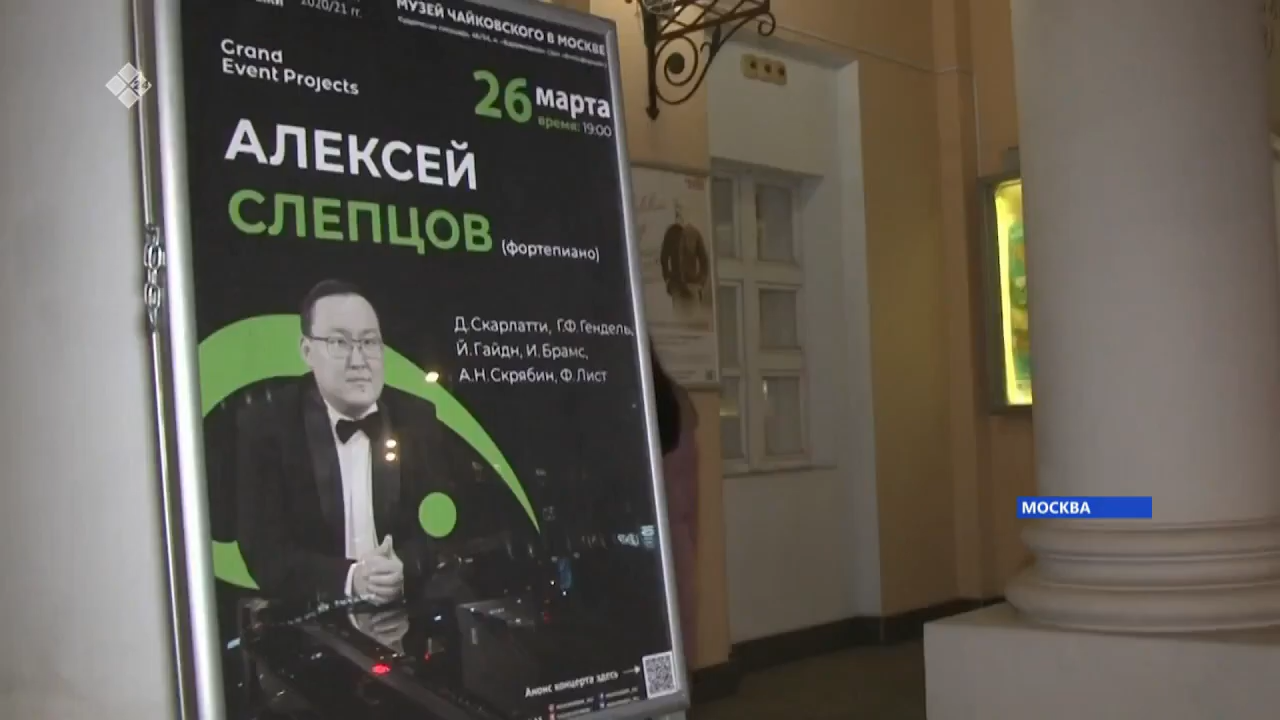 2020/21 гг.
МУЗЕЙ ЧАЙКОВСКОГО В МОСКВЕ
Grand
Event Projects
26 марта
время: 19:00
АЛЕКСЕЙ
СЛЕПЦОВ (фортепиано)
Д.Скарлатти, Г.Ф.Гендель,
Й.Гайдн, И.Брамс,
А.Н.Скрябин, Ф.Лист
МОСКВА
Анонс концерта здесь